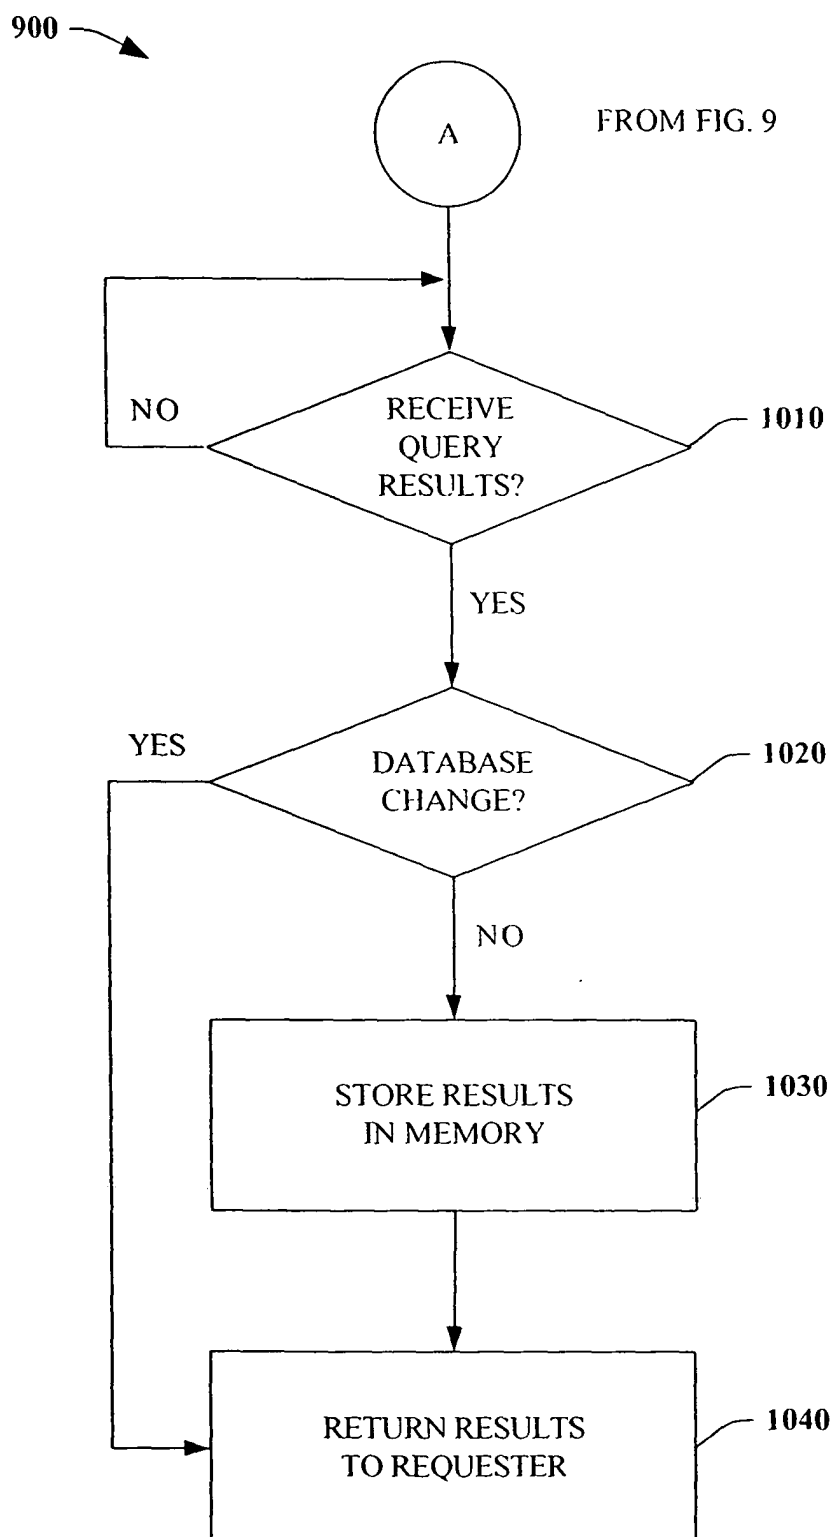 900
A
FROM FIG. 9
NO
RECEIVE
QUERY
RESULTS?
1010
YES
YES
DATABASE
CHANGE?
1020
NO
STORE RESULTS
IN MEMORY
1030
RETURN RESULTS
TO REQUESTER
1040